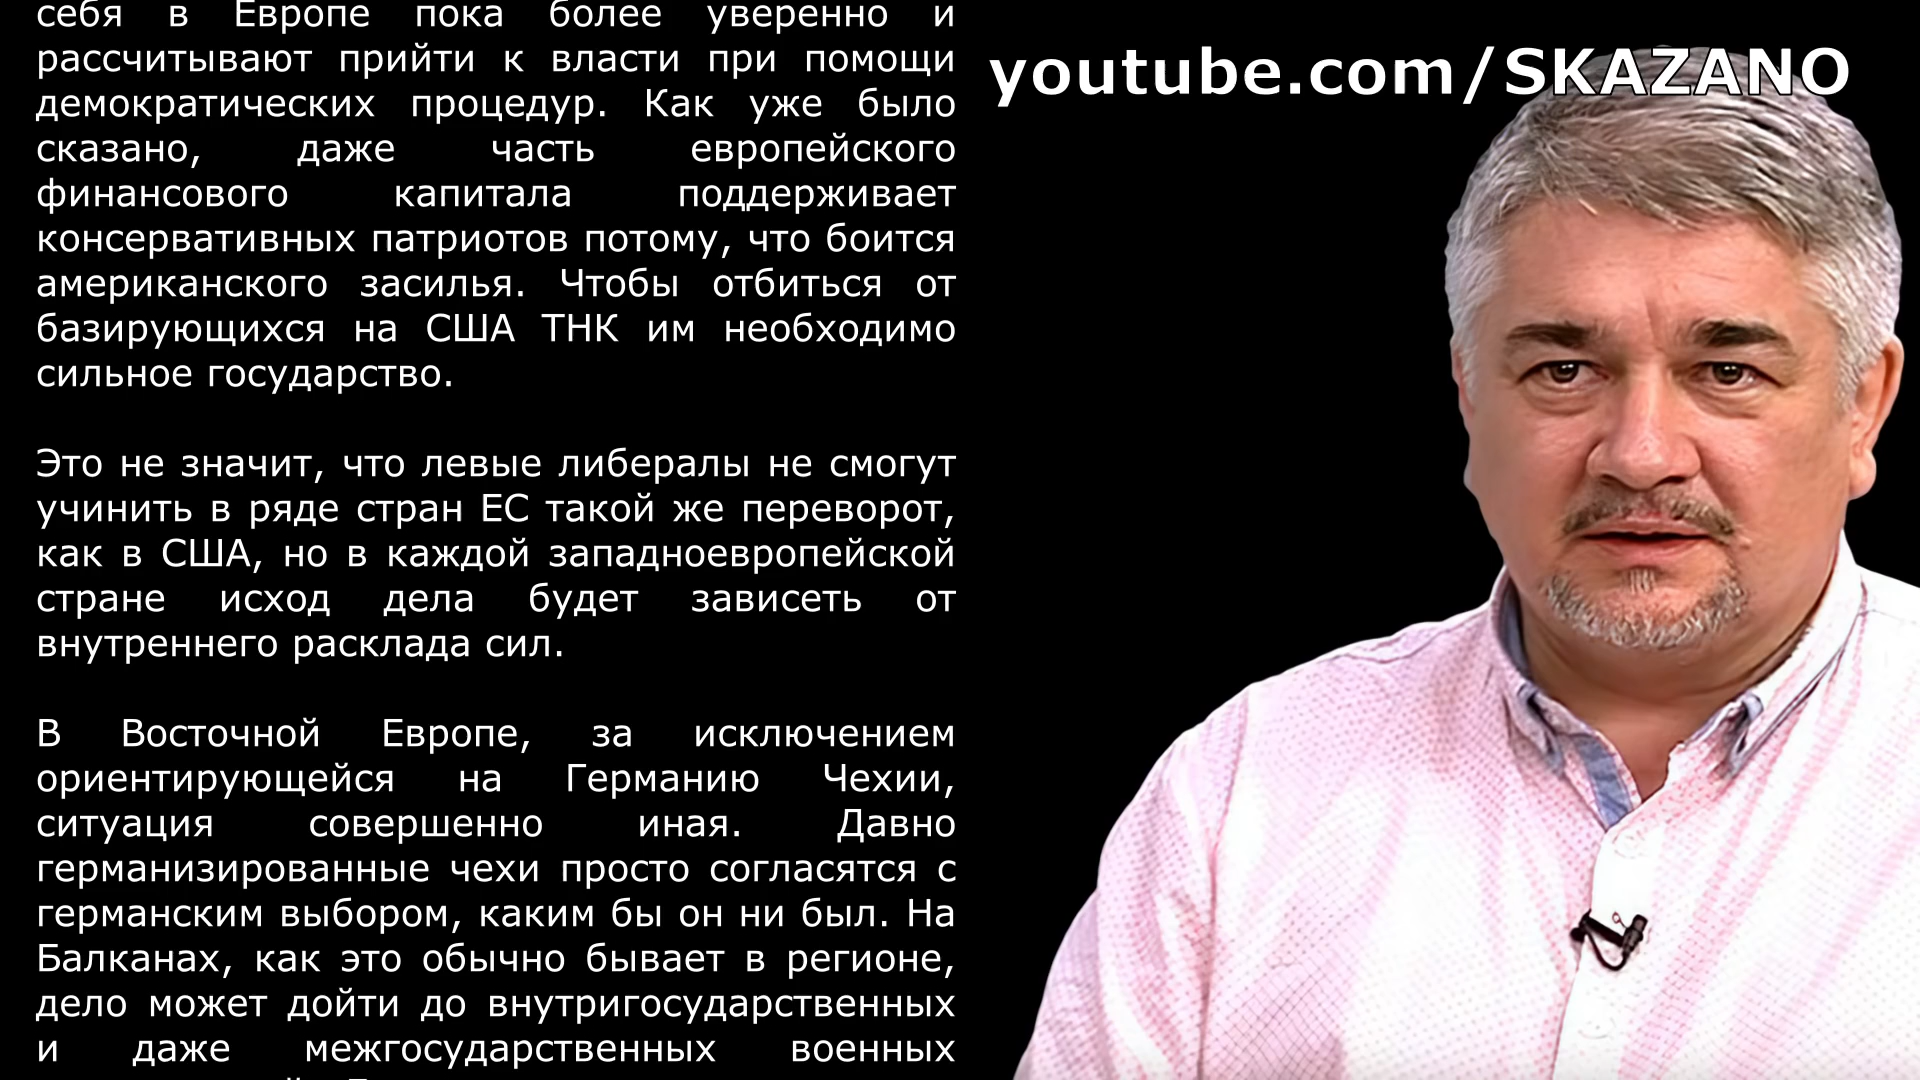 себя в Европе пока более уверенно и
рассчитывают прийти к власти при помощи
демократических процедур. Как уже было
сказано, даже часть европейского
финансового капитала поддерживает
консервативных патриотов потому, что боится
американского засилья. Чтобы отбиться от
базирующихся на США ТНК им необходимо
сильное государство.
Это не значит, что левые либералы не смогут
учинить в ряде стран ЕС такой же переворот,
как в США, но в каждой западноевропейской
стране исход дела будет зависеть от
внутреннего расклада сил.
В Восточной Европе, за исключением
ориентирующейся на Германию Чехии,
ситуация совершенно иная. Давно
германизированные чехи просто согласятся с
германским выбором, каким бы он ни был. На
Балканах, как это обычно бывает в регионе,
дело может дойти до внутригосударственных
и даже межгосударственных военных
youtube.com/SKAZANO